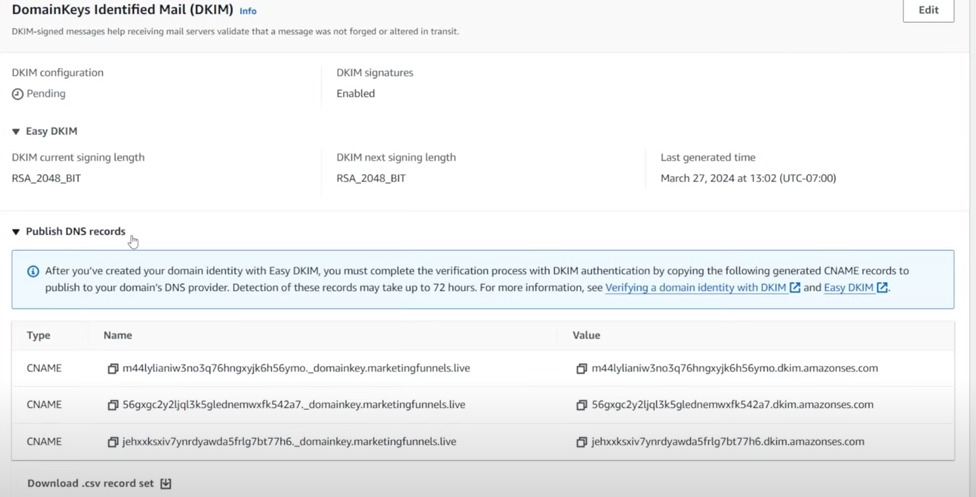 DomainKeys Identified Mail (DKIM) Info
Edit
DKIM-signed messages help receiving mail servers validate that a message was not forged or altered in transit.
DKIM configuration
Pending
DKIM signatures
Enabled
Easy DKIM
DKIM current signing length
RSA_2048_BIT
DKIM next signing length
RSA_2048_BIT
Last generated time
March 27, 2024 at 13:02 (UTC-07:00)
Publish DNS records
After you've created your domain identity with Easy DKIM, you must complete the verification process with DKIM authentication by copying the following generated CNAME records to
publish to your domain's DNS provider. Detection of these records may take up to 72 hours. For more information, see Verifying a domain identity with DKIM and Easy DKIM.
Type Name Value
CNAME m44lylianiw3no3q76hngxyjk6h56ymo._domainkey.marketingfunnels.live m44lylianiw3no3q76hngxyjk6h56ymo.dkim.amazonses.com
CNAME 56gxgc2y2ljql3k5glednemwxfk542a7._domainkey.marketingfunnels.live 56gxgc2y2ljql3k5glednemwxfk542a7.dkim.amazonses.com
CNAME jehxxksxiv7ynrdyawda5frlg7bt77h6._domainkey.marketingfunnels.live jehxxksxiv7ynrdyawda5frlg7bt77h6.dkim.amazonses.com
Download .csv record set